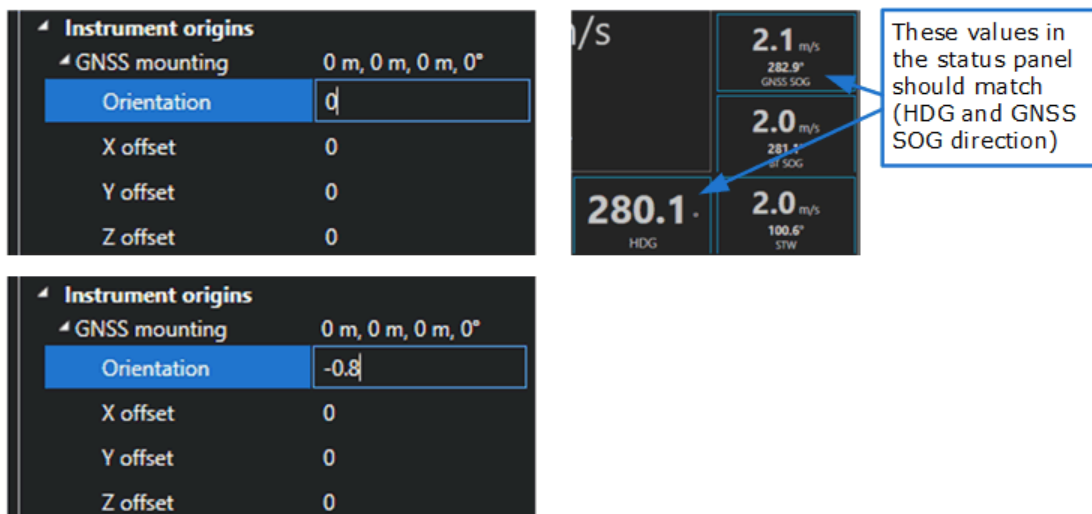 Instrument origins
GNSS mounting 0 m, 0 m, 0 m, 0°
Orientation 0
X offset 0
Y offset 0
Z offset 0
/s
2.1 m/s
282.9°
GNSS SOG
2.0 m/s
281.1°
BT SOG
280.1 °
HDG
2.0 m/s
100.6°
STW
These values in
the status panel
should match
(HDG and GNSS
SOG direction)
Instrument origins
GNSS mounting 0 m, 0 m, 0 m, 0°
Orientation -0.8
X offset 0
Y offset 0
Z offset 0